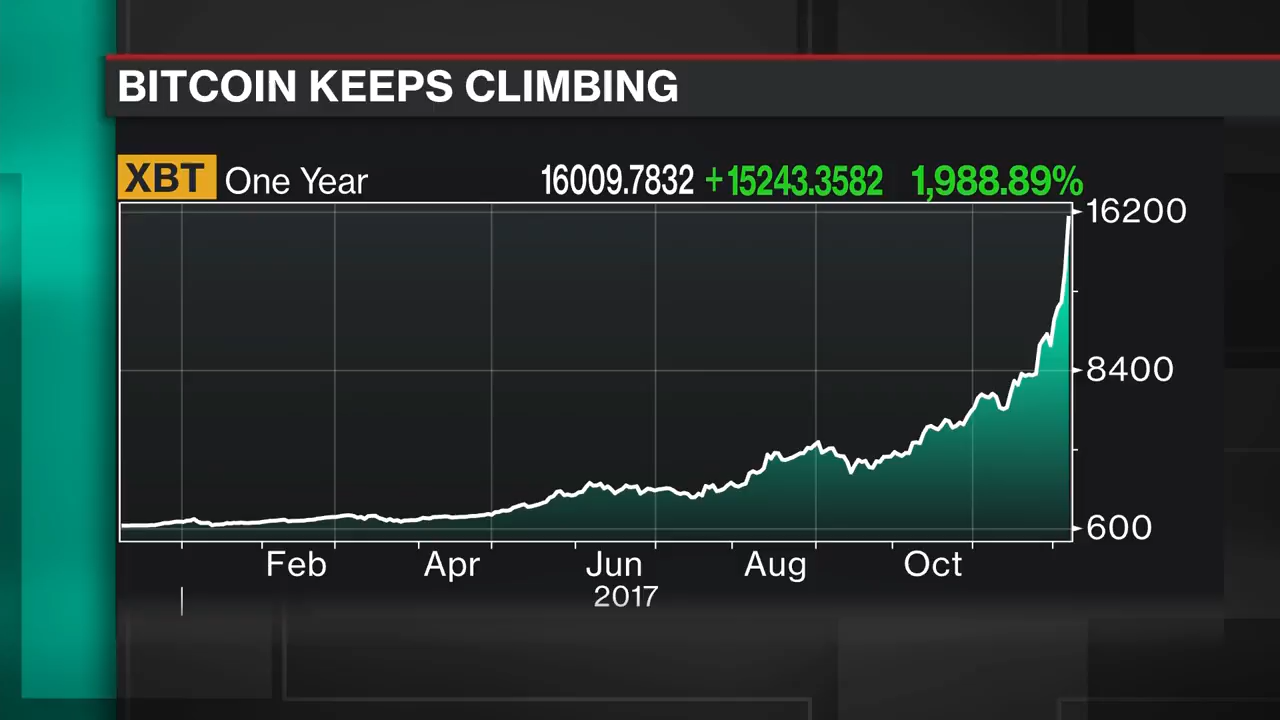 BITCOIN KEEPS CLIMBING
XBT One Year 16009.7832 +15243.3582 1,988.89%
16200
8400
600
Feb Apr Jun Aug Oct
2017